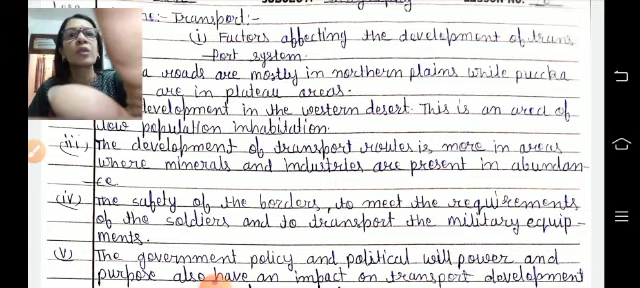 LESSON NO.
:- Transport:-
(i) Factors affecting the development of trans
Port system.
a roads are mostly in northern plains while puccha
are in plateau areas.
development in the western desert. This is an area of
low population inhabitation.
(iii) The development of transport routes is, more in areas
where minerals and industries are present in abundan-
ce.
(iv) The safety of the borders, to meet the requirements
of the soldiers and to transport the military equip-
ments.
(v) The government policy and political will power and
purpose also have an impact on transport development